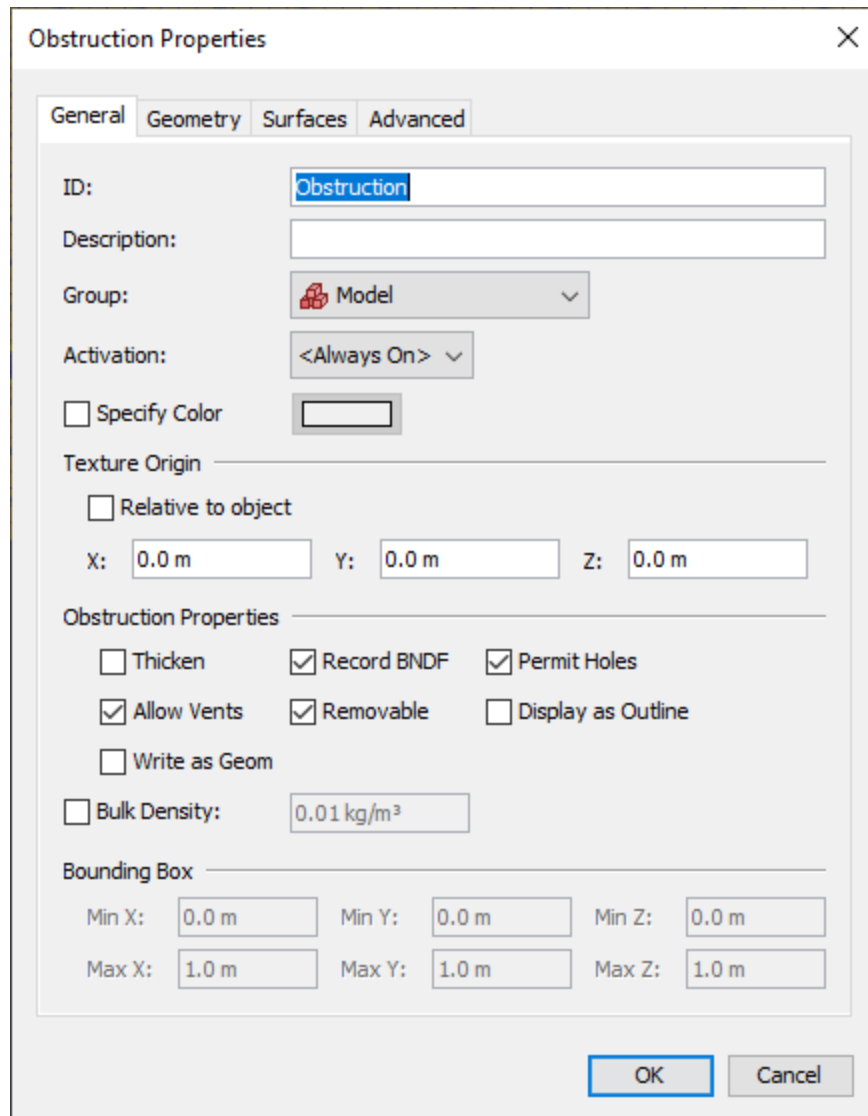 Obstruction Properties
General Geometry Surfaces Advanced
ID: Obstruction
Description:
Group: Model
Activation: <Always On>
Specify Color
Texture Origin
Relative to object
X: 0.0 m Y: 0.0 m Z: 0.0 m
Obstruction Properties
Thicken Record BNDF Permit Holes
Allow Vents Removable Display as Outline
Write as Geom
Bulk Density: 0.01 kg/m³
Bounding Box
Min X: 0.0 m Min Y: 0.0 m Min Z: 0.0 m
Max X: 1.0 m Max Y: 1.0 m Max Z: 1.0 m
OK Cancel